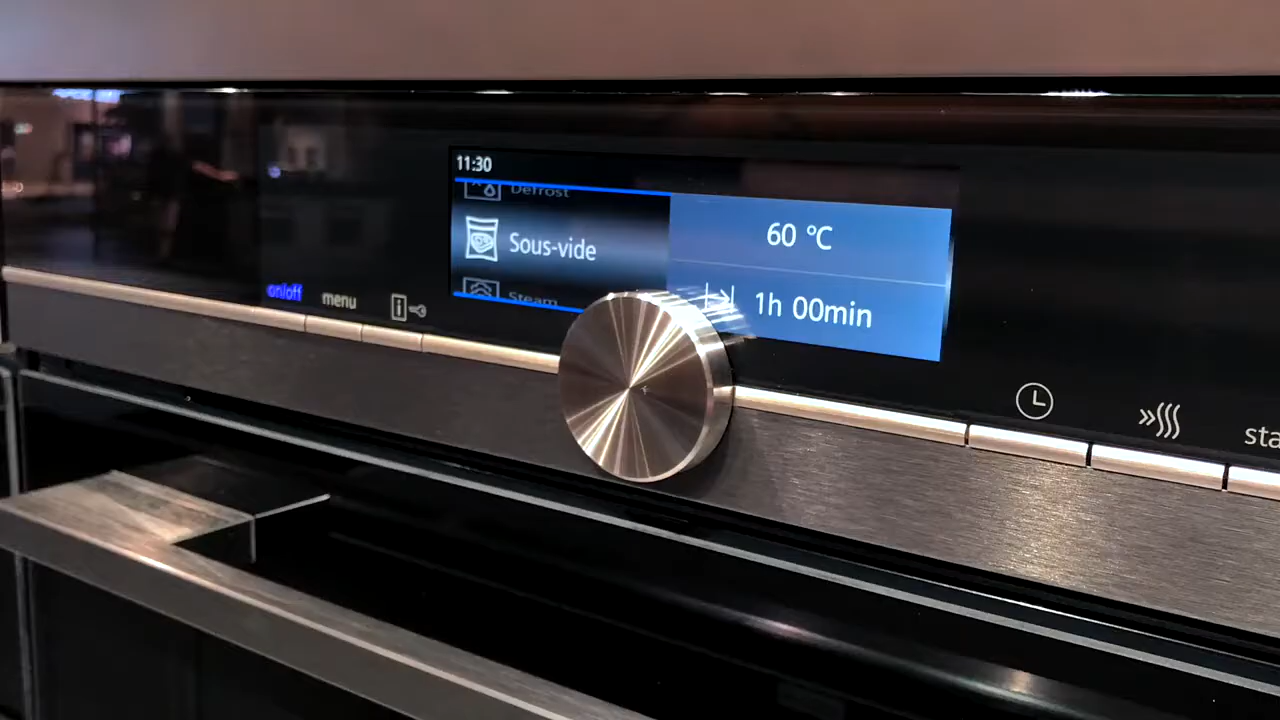 11:30
Defrost
Sous-vide
Steam
60 °C
1h 00min
on/off
menu
i